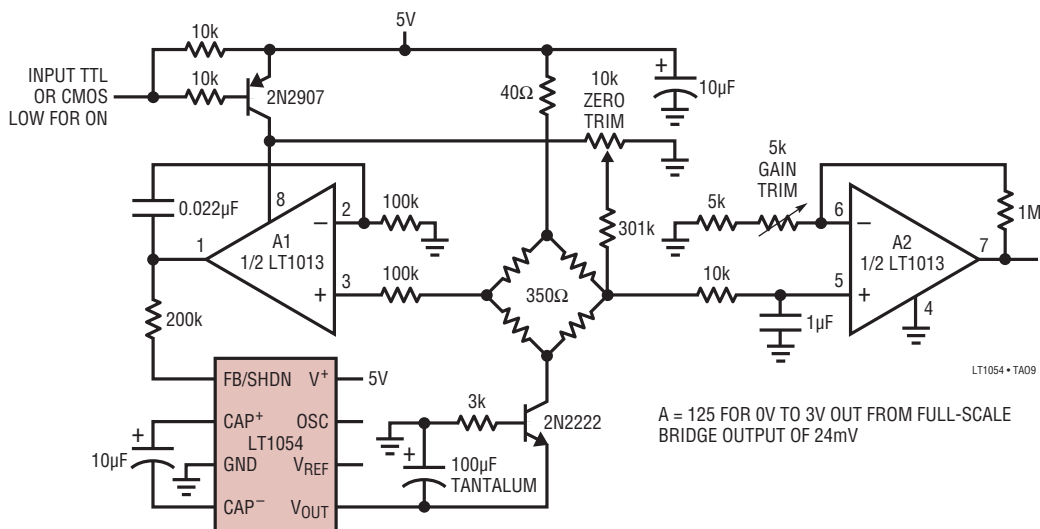 5V
10k
10k
INPUT TTL
OR CMOS
LOW FOR ON
2N2907
40Ω
10k
ZERO
TRIM
+
10µF
5k
GAIN
TRIM
0.022µF
8
2
−
100k
1
A1
1/2 LT1013
+
3
100k
301k
5k
6
−
1M
A2
1/2 LT1013
7
350Ω
10k
5
+
4
1µF
200k
LT1054 • TA09
FB/SHDN
V+
5V
CAP+
OSC
LT1054
+
10µF
GND
VREF
CAP−
VOUT
3k
2N2222
+
100µF
TANTALUM
A = 125 FOR 0V TO 3V OUT FROM FULL-SCALE
BRIDGE OUTPUT OF 24mV